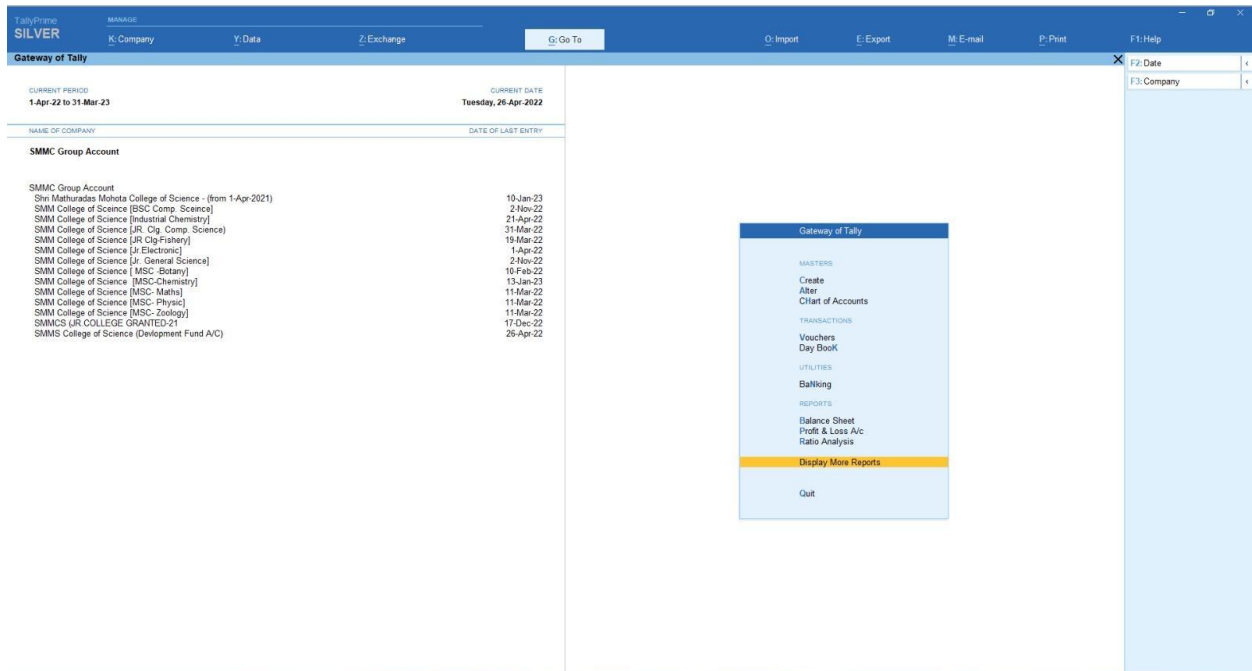 TallyPrime
SILVER
MANAGE
K: Company Y: Data Z: Exchange G: Go To O: Import E: Export M: E-mail P: Print F1: Help
Gateway of Tally
F2: Date
F3: Company
CURRENT PERIOD CURRENT DATE
1-Apr-22 to 31-Mar-23 Tuesday, 26-Apr-2022
NAME OF COMPANY DATE OF LAST ENTRY
SMMC Group Account
SMMC Group Account
Shri Mathuradas Mohota College of Science - (from 1-Apr-2021) 10-Jan-23
SMM College of Sceince [BSC Comp. Sceince] 2-Nov-22
SMM College of Science [Industrial Chemistry] 21-Apr-22
SMM College of Science [JR. Clg. Comp. Science) 31-Mar-22
SMM College of Science [JR Clg-Fishery] 19-Mar-22
SMM College of Science [Jr.Electronic] 1-Apr-22
SMM College of Science [Jr. General Science] 2-Nov-22
SMM College of Science [ MSC -Botany] 10-Feb-22
SMM College of Science [MSC-Chemistry] 13-Jan-23
SMM College of Science [MSC- Maths] 11-Mar-22
SMM College of Science [MSC- Physic] 11-Mar-22
SMM College of Science [MSC- Zoology] 11-Mar-22
SMMCS (JR.COLLEGE GRANTED-21 17-Dec-22
SMMS College of Science (Devlopment Fund A/C) 26-Apr-22
Gateway of Tally
MASTERS
Create
Alter
CHart of Accounts
TRANSACTIONS
Vouchers
Day BooK
UTILITIES
BaNking
REPORTS
Balance Sheet
Profit & Loss A/c
Ratio Analysis
Display More Reports
Quit